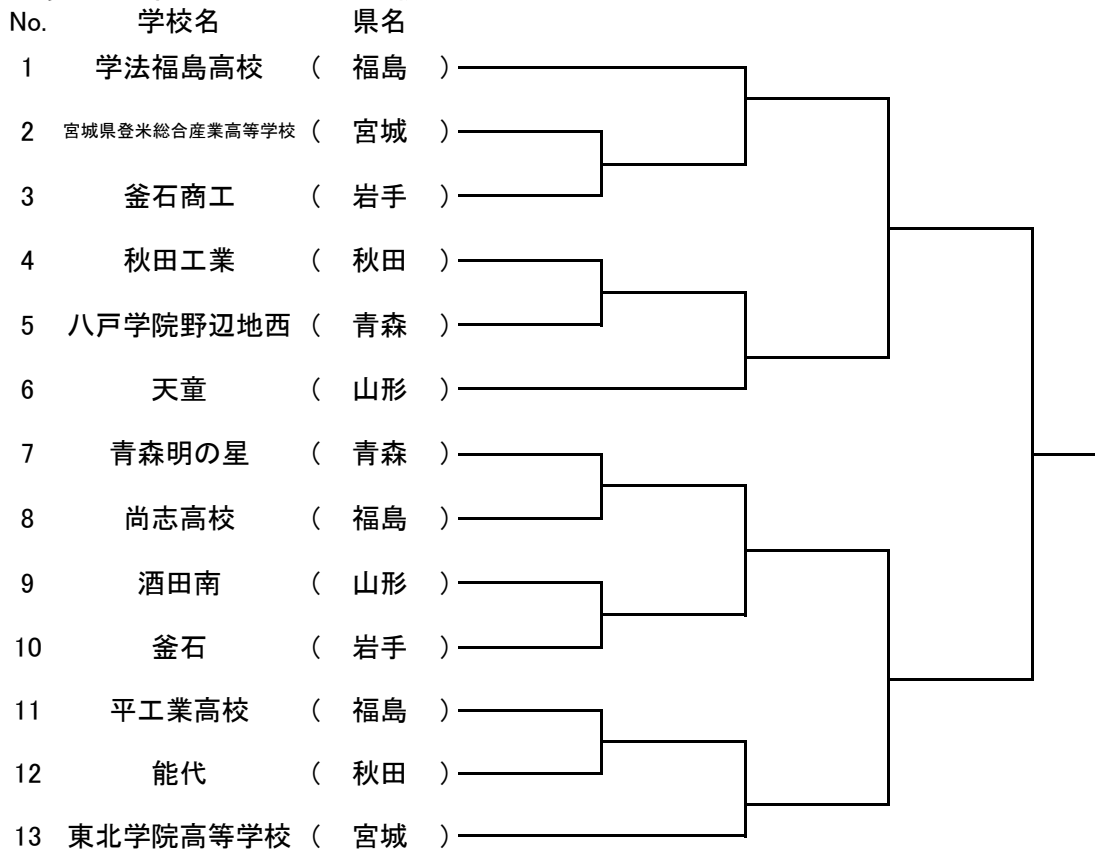 No. 学校名 県名
1 学法福島高校 ( 福島 )
2 宮城県登米総合産業高等学校 ( 宮城 )
3 釜石商工 ( 岩手 )
4 秋田工業 ( 秋田 )
5 八戸学院野辺地西 ( 青森 )
6 天童 ( 山形 )
7 青森明の星 ( 青森 )
8 尚志高校 ( 福島 )
9 酒田南 ( 山形 )
10 釜石 ( 岩手 )
11 平工業高校 ( 福島 )
12 能代 ( 秋田 )
13 東北学院高等学校 ( 宮城 )